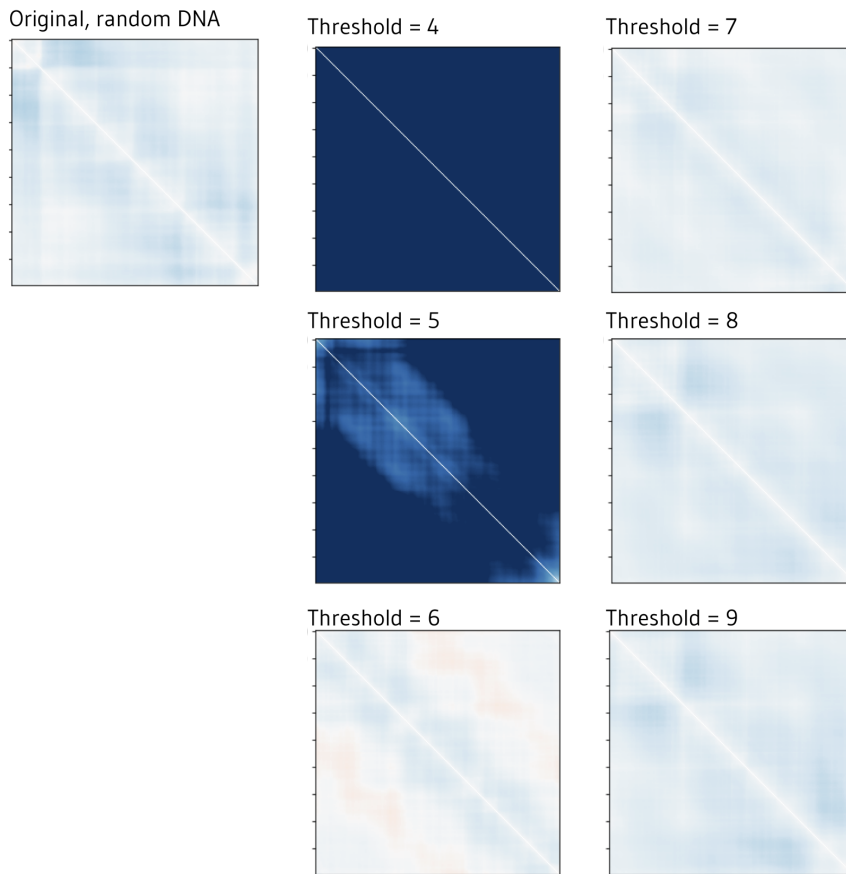 Original, random DNA
Threshold = 4
Threshold = 7
Threshold = 5
Threshold = 8
Threshold = 6
Threshold = 9